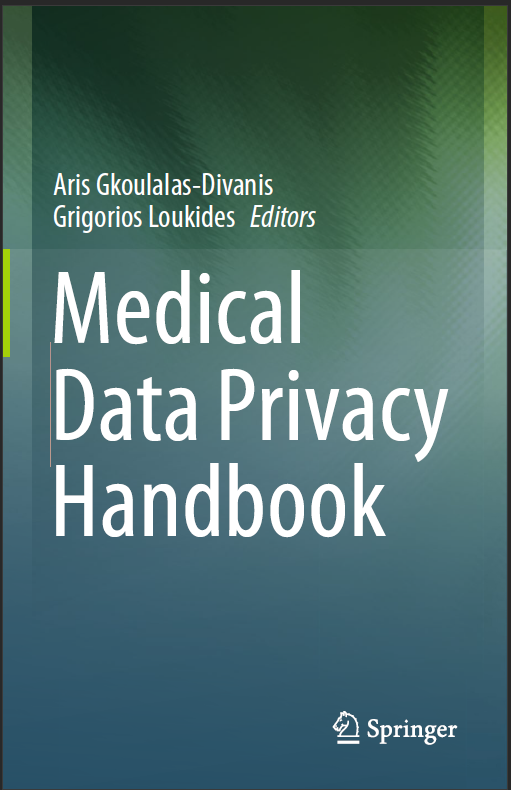 Aris Gkoulalas-Divanis
Grigorios Loukides Editors
Medical
Data Privacy
Handbook
Springer